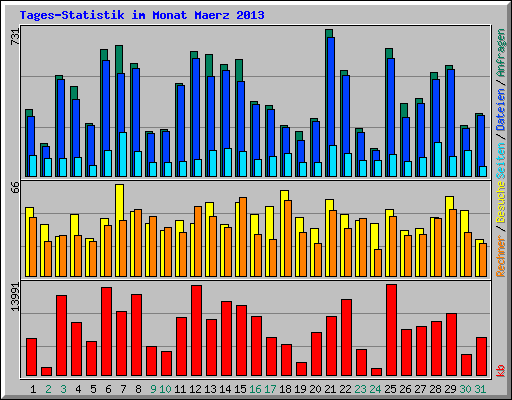 Tages-Statistik im Monat Maerz 2013
731
66
13991
Rechner / Besuche
Seiten / Dateien / Anfragen
kb
1 2 3 4 5 6 7 8 9 10 11 12 13 14 15 16 17 18 19 20 21 22 23 24 25 26 27 28 29 30 31